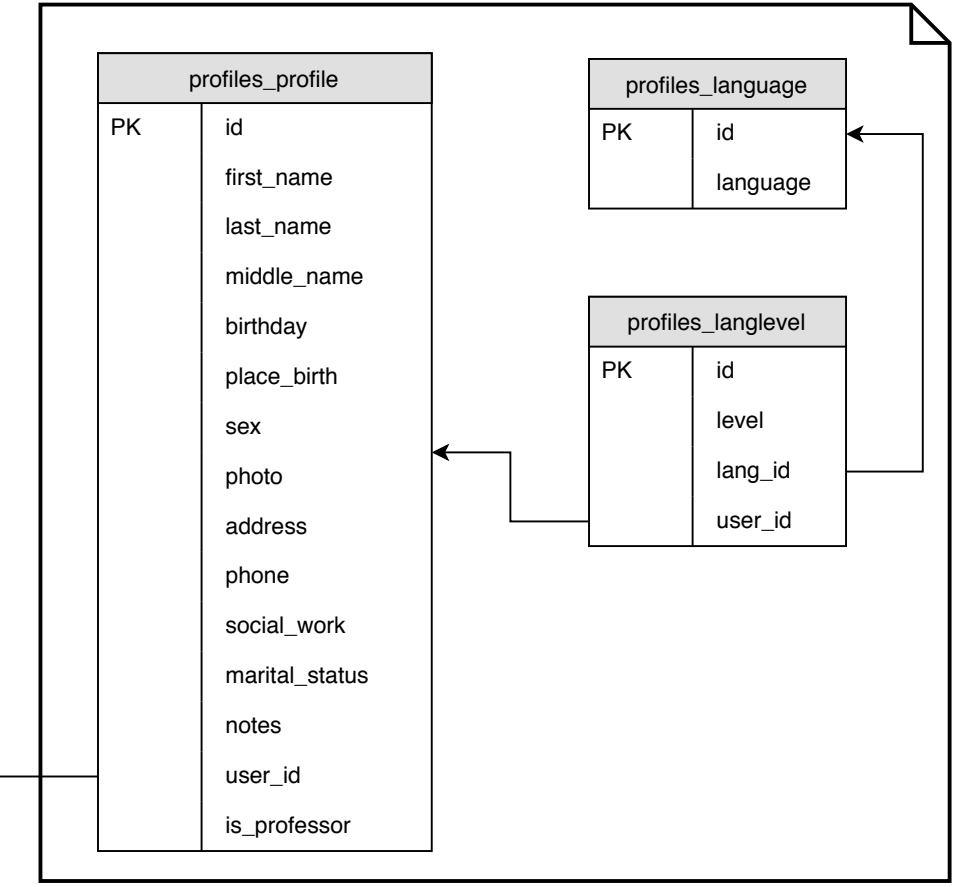 profiles_profile
PK id
first_name
last_name
middle_name
birthday
place_birth
sex
photo
address
phone
social_work
marital_status
notes
user_id
is_professor
profiles_language
PK id
language
profiles_langlevel
PK id
level
lang_id
user_id